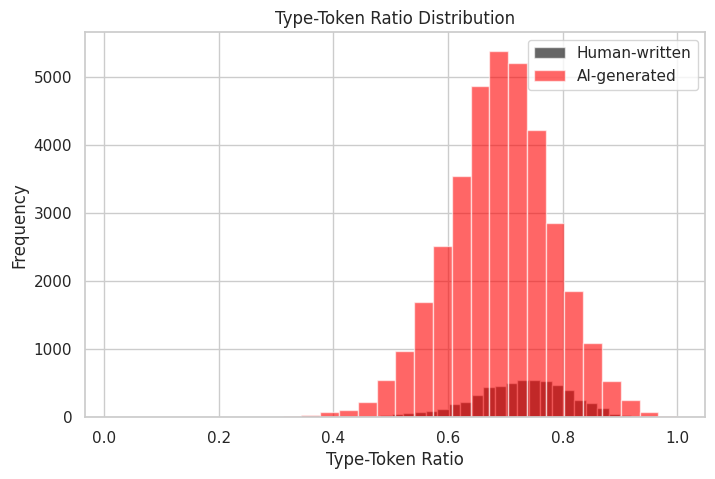 Type-Token Ratio Distribution
Human-written
AI-generated
Frequency
5000
4000
3000
2000
1000
0
0.0 0.2 0.4 0.6 0.8 1.0
Type-Token Ratio